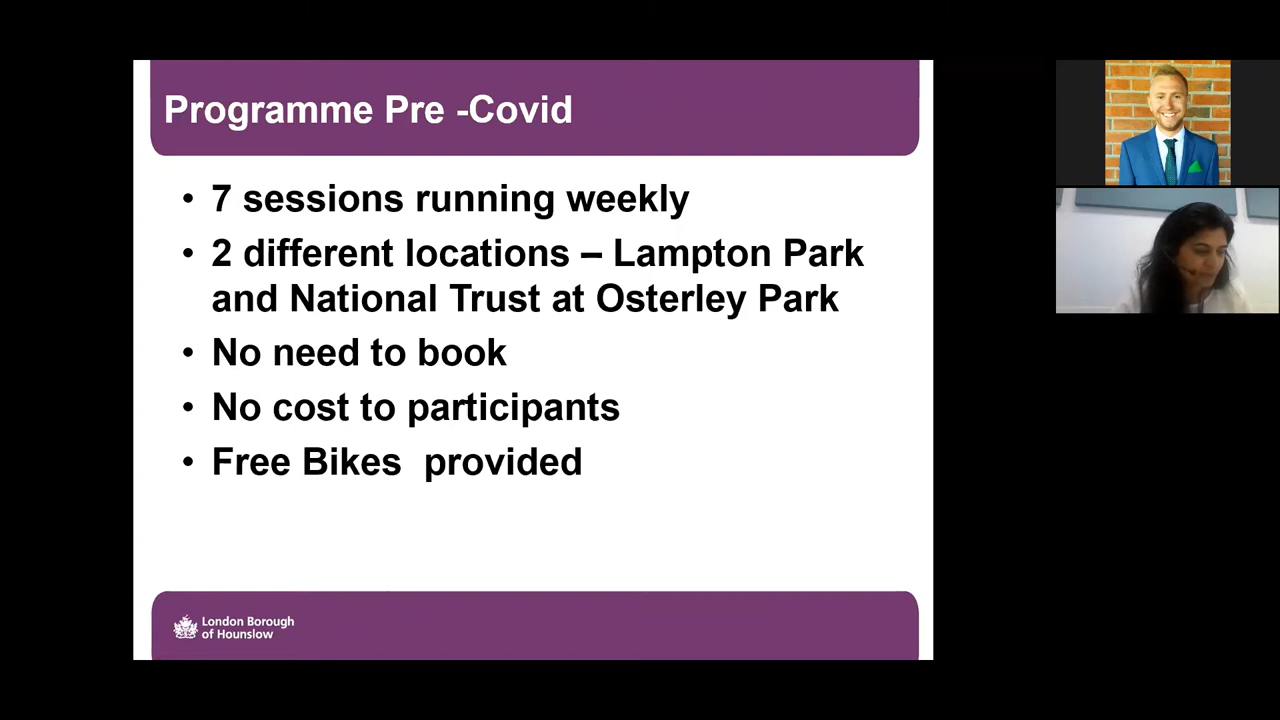 Programme Pre -Covid
• 7 sessions running weekly
• 2 different locations – Lampton Park
and National Trust at Osterley Park
• No need to book
• No cost to participants
• Free Bikes  provided
London Borough
of Hounslow